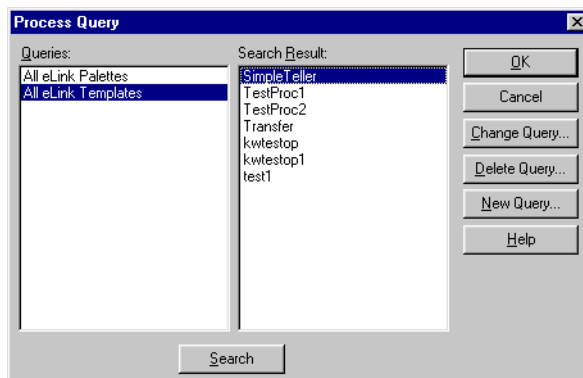 Process Query
Queries:
All eLink Palettes
All eLink Templates
Search Result:
SimpleTeller
TestProc1
TestProc2
Transfer
kwtestop
kwtestop1
test1
OK
Cancel
Change Query...
Delete Query...
New Query...
Help
Search